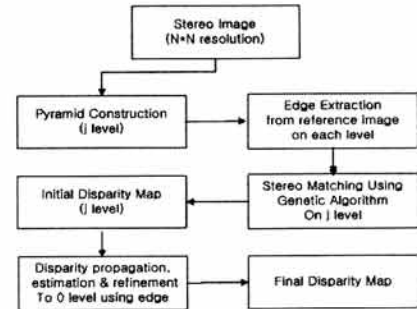 Stereo Image
(N*N resolution)
Pyramid Construction
(j level)
Edge Extraction
from reference image
on each level
Stereo Matching Using
Genetic Algorithm
On j level
Initial Disparity Map
(j level)
Disparity propagation,
estimation & refinement
To 0 level using edge
Final Disparity Map